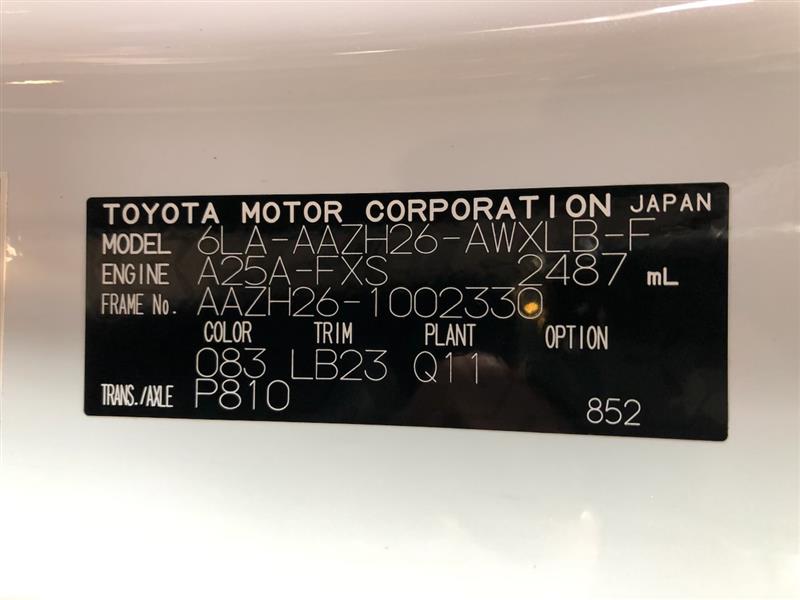 TOYOTA MOTOR CORPORATION JAPAN
MODEL 6LA-AAZH26-AWXLB-F
ENGINE A25A-FXS 2487 mL
FRAME No. AAZH26-1002330
COLOR TRIM PLANT OPTION
083 LB23 Q11
TRANS./AXLE P810
852